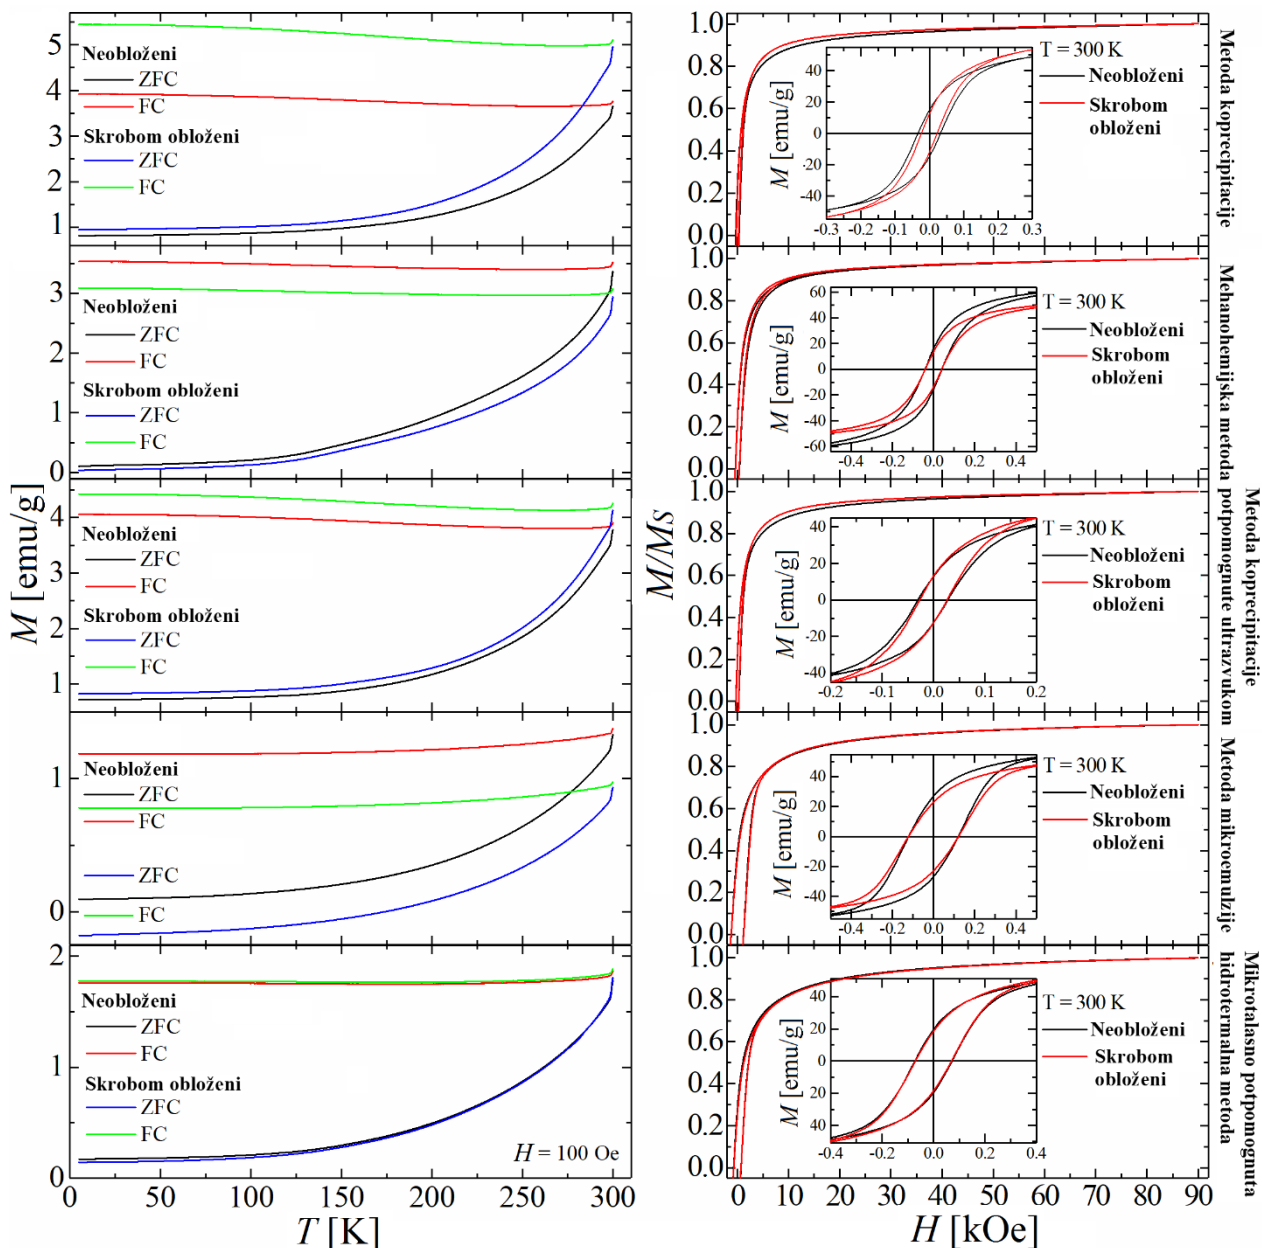 Neobloženi
ZFC
FC
Skrobom obloženi
ZFC
FC
5
4
3
2
1
Neobloženi
ZFC
FC
Skrobom obloženi
ZFC
FC
3
2
1
0
Neobloženi
ZFC
FC
Skrobom obloženi
ZFC
FC
4
3
2
1
Neobloženi
ZFC
FC
ZFC
FC
1
0
Neobloženi
ZFC
FC
Skrobom obloženi
ZFC
FC
H = 100 Oe
2
1
0
0 50 100 150 200 250 300
T [K]
M [emu/g]
M/MS
1.0
0.8
0.6
0.4
0.2
0.0
T = 300 K
Neobloženi
Skrobom
obloženi
M [emu/g]
40
20
0
-20
-40
-0.3 -0.2 -0.1 0.0 0.1 0.2 0.3
Metoda koprecipitacije
1.0
0.8
0.6
0.4
0.2
0.0
T = 300 K
Neobloženi
Skrobom
obloženi
M [emu/g]
60
40
20
0
-20
-40
-60
-0.4 -0.2 0.0 0.2 0.4
Mehanohemijska metoda
1.0
0.8
0.6
0.4
0.2
0.0
T = 300 K
Neobloženi
Skrobom
obloženi
M [emu/g]
40
20
0
-20
-40
-0.2 -0.1 0.0 0.1 0.2
Metoda koprecipitacije
potpomognute ultrazvukom
1.0
0.8
0.6
0.4
0.2
0.0
T = 300 K
Neobloženi
Skrobom
obloženi
M [emu/g]
40
20
0
-20
-40
-0.4 -0.2 0.0 0.2 0.4
Metoda mikroemulzije
1.0
0.8
0.6
0.4
0.2
0.0
T = 300 K
Neobloženi
Skrobom
obloženi
M [emu/g]
40
20
0
-20
-40
-0.4 -0.2 0.0 0.2 0.4
Mikrotalasno potpomognuta
hidrotermalna metoda
0 10 20 30 40 50 60 70 80 90
H [kOe]